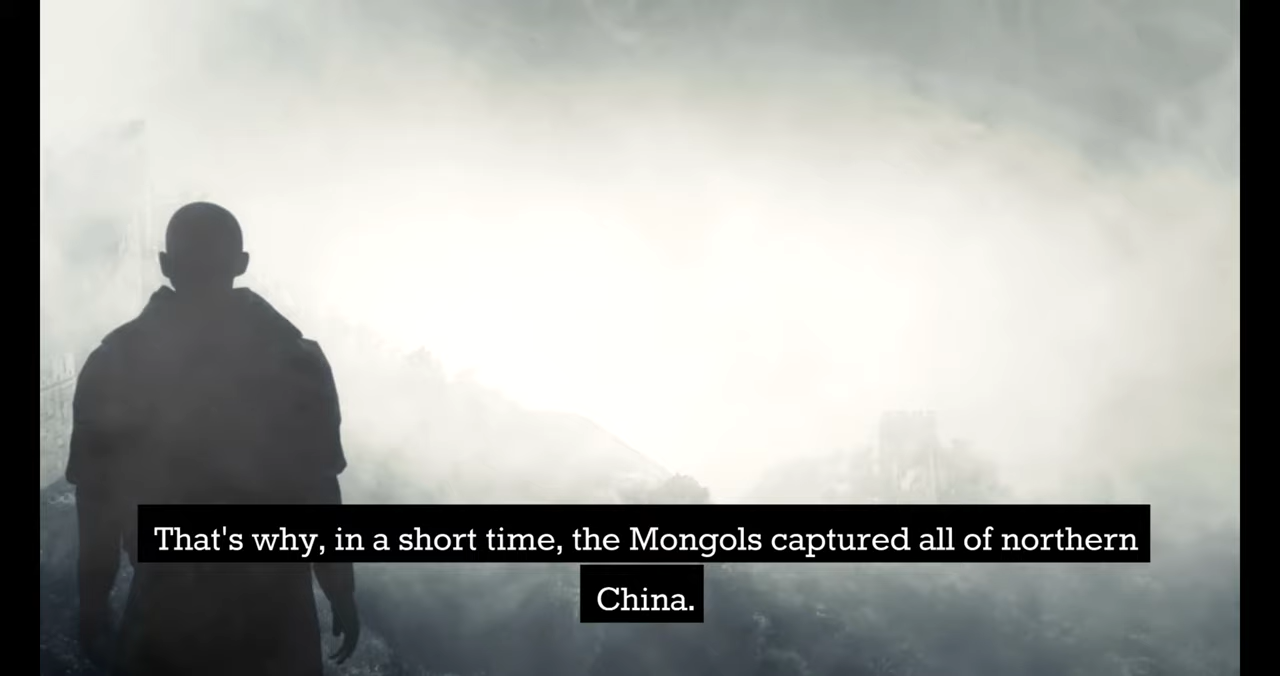 That's why, in a short time, the Mongols captured all of northern
China.